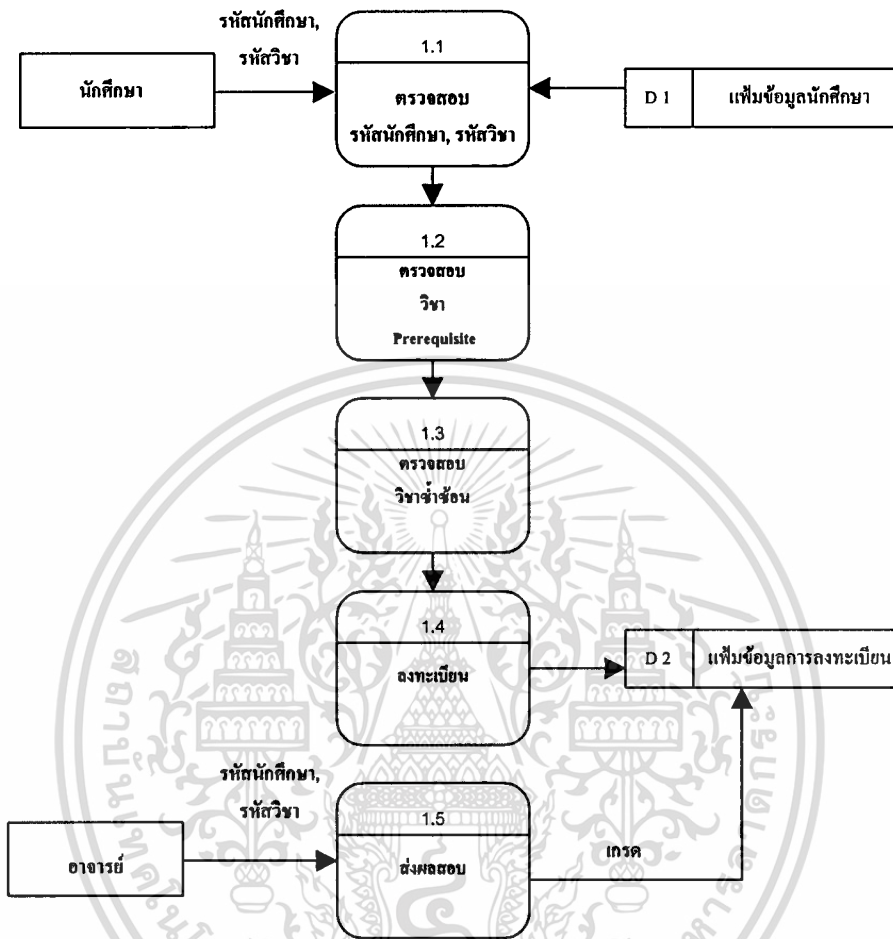 รหัสนักศึกษา,
รหัสวิชา
นักศึกษา
1.1
ตรวจสอบ
รหัสนักศึกษา, รหัสวิชา
D 1
แฟ้มข้อมูลนักศึกษา
1.2
ตรวจสอบ
วิชา
Prerequisite
1.3
ตรวจสอบ
วิชาซ้ำซ้อน
1.4
ลงทะเบียน
D 2
แฟ้มข้อมูลการลงทะเบียน
รหัสนักศึกษา,
รหัสวิชา
อาจารย์
1.5
ส่งผลสอบ
เกรด